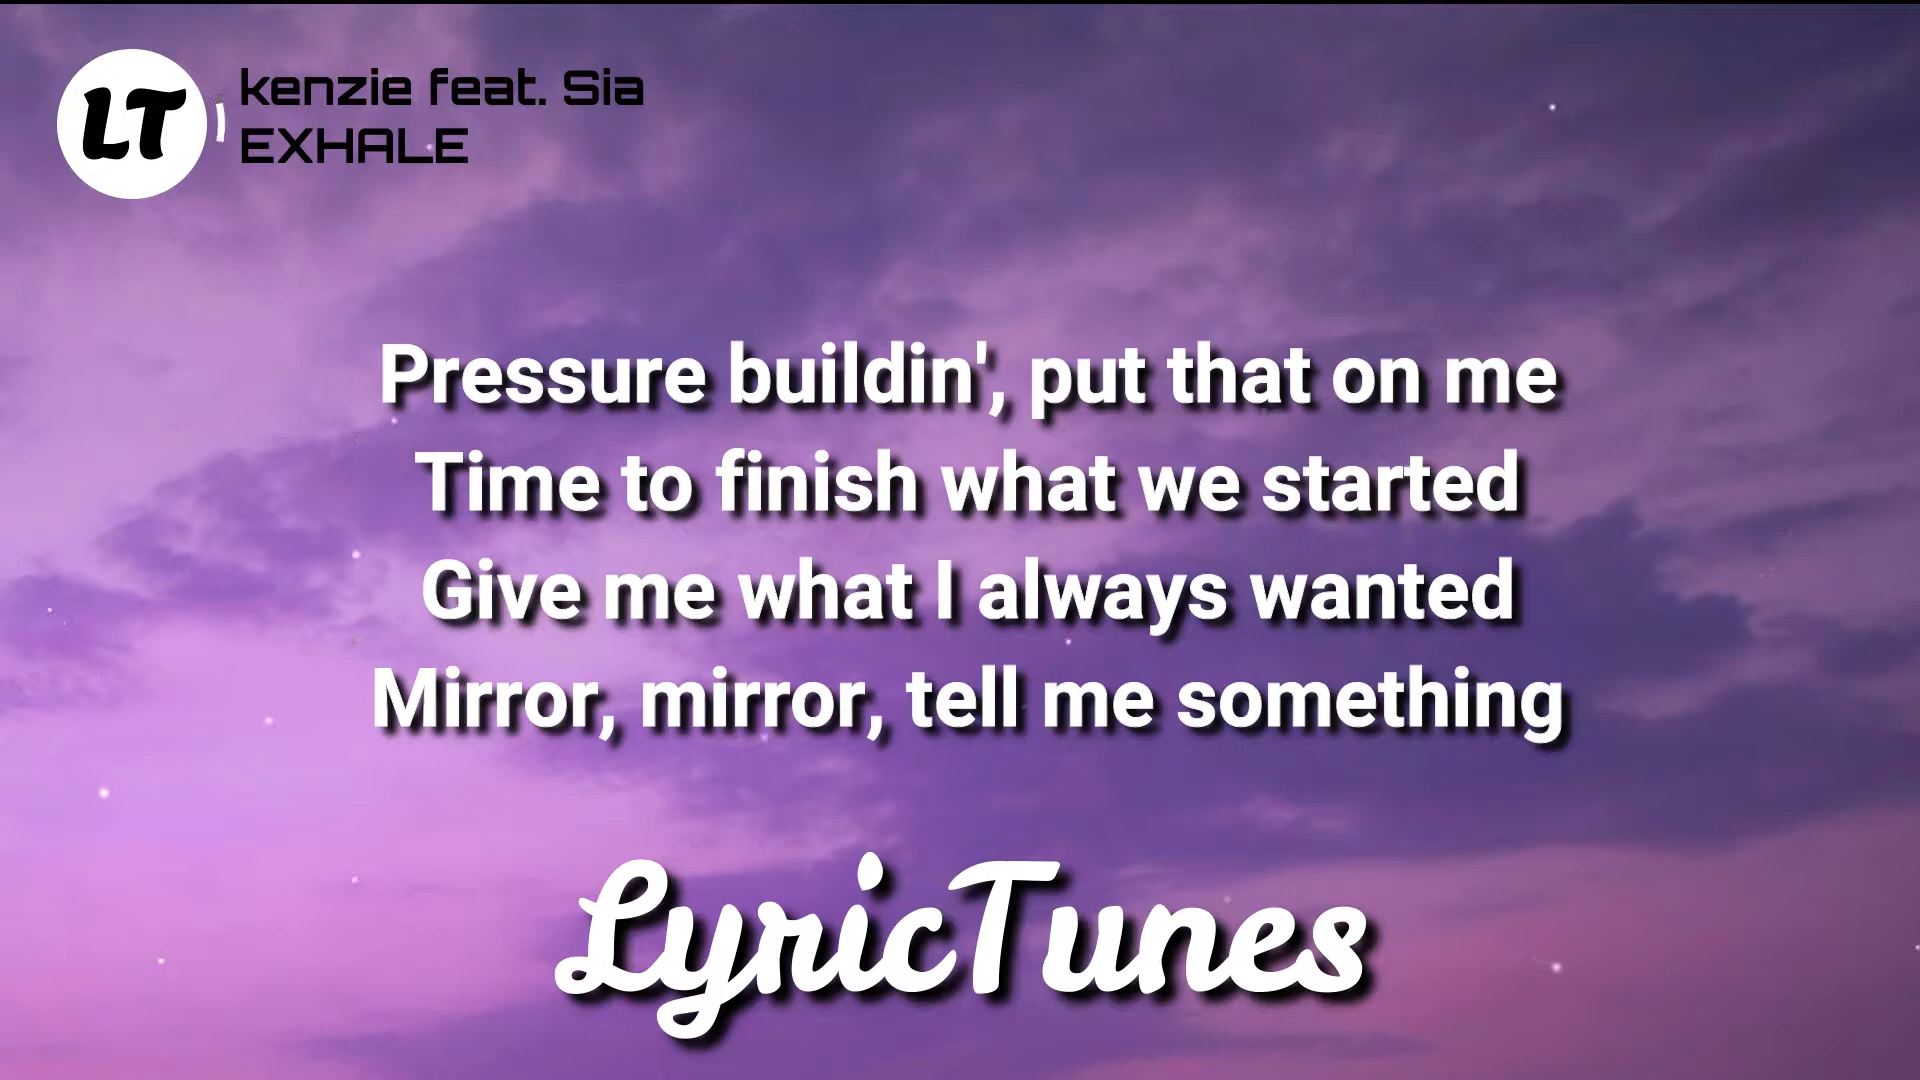 LT
kenzie feat. Sia
EXHALE
Pressure buildin', put that on me
Time to finish what we started
Give me what I always wanted
Mirror, mirror, tell me something
LyricTunes